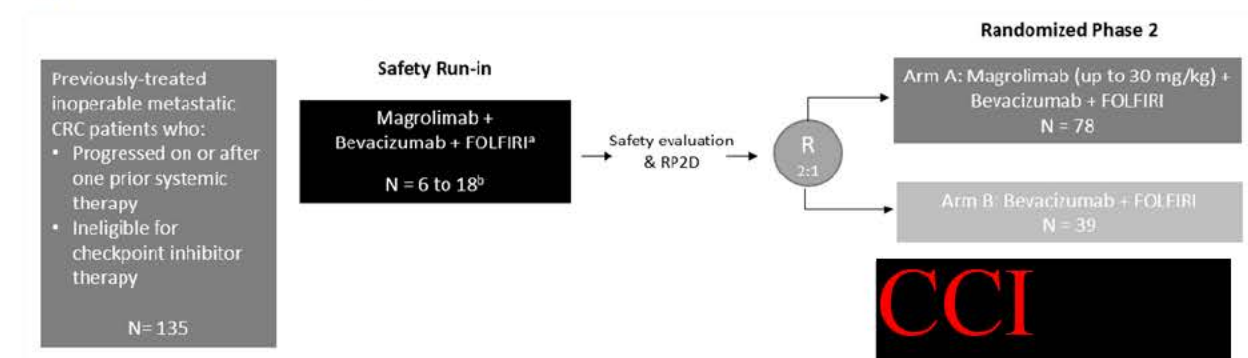 Previously-treated
inoperable metastatic
CRC patients who:
• Progressed on or after
one prior systemic
therapy
• Ineligible for
checkpoint inhibitor
therapy
N= 135
Safety Run-in
Magrolimab +
Bevacizumab + FOLFIRIᵃ
N = 6 to 18ᵇ
Safety evaluation
& RP2D
R
2:1
Randomized Phase 2
Arm A: Magrolimab (up to 30 mg/kg) +
Bevacizumab + FOLFIRI
N = 78
Arm B: Bevacizumab + FOLFIRI
N = 39
CCI